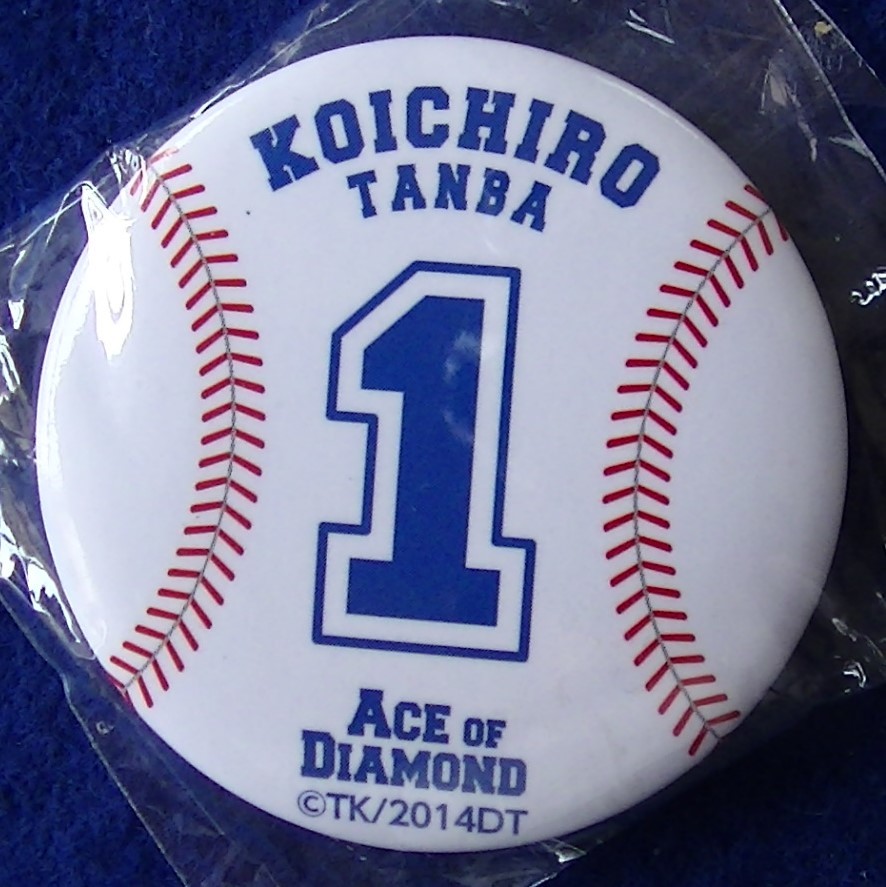 KOICHIRO
TANBA
1
ACE OF
DIAMOND
©TK/2014DT